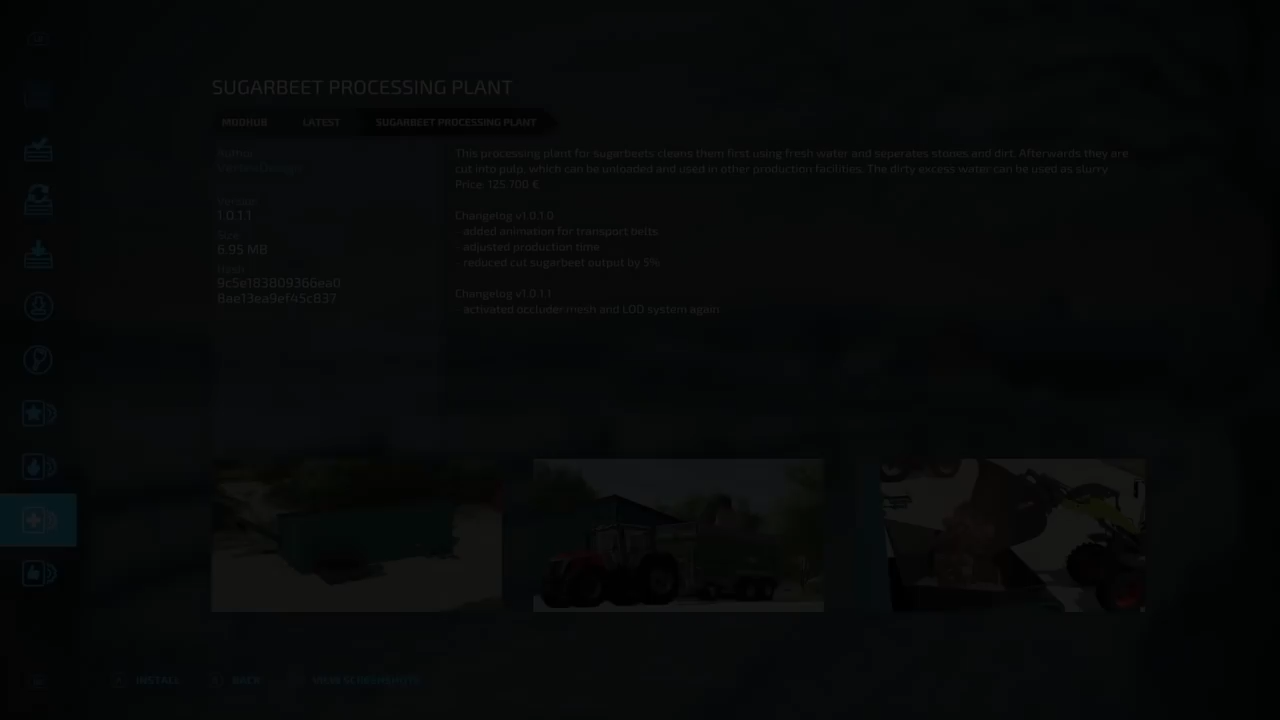 SUGARBEET PROCESSING PLANT
MODHUB LATEST SUGARBEET PROCESSING PLANT
Author
This processing plant for sugarbeets cleans them first using fresh water and seperates stones and dirt. Afterwards they are
cut into pulp, which can be unloaded and used in other production facilities. The dirty excess water can be used as slurry
Price: 125.700 €
Version
1.0.1.1
Size
6.95 MB
Hash
9c5e183809366ea0
8ae13ea9ef45c837
Changelog v1.0.1.0
- added animation for transport belts
- adjusted production time
- reduced cut sugarbeet output by 5%
Changelog v1.0.1.1
activated occluder mesh and LOD system again
INSTALL BACK VIEW SCREENSHOTS